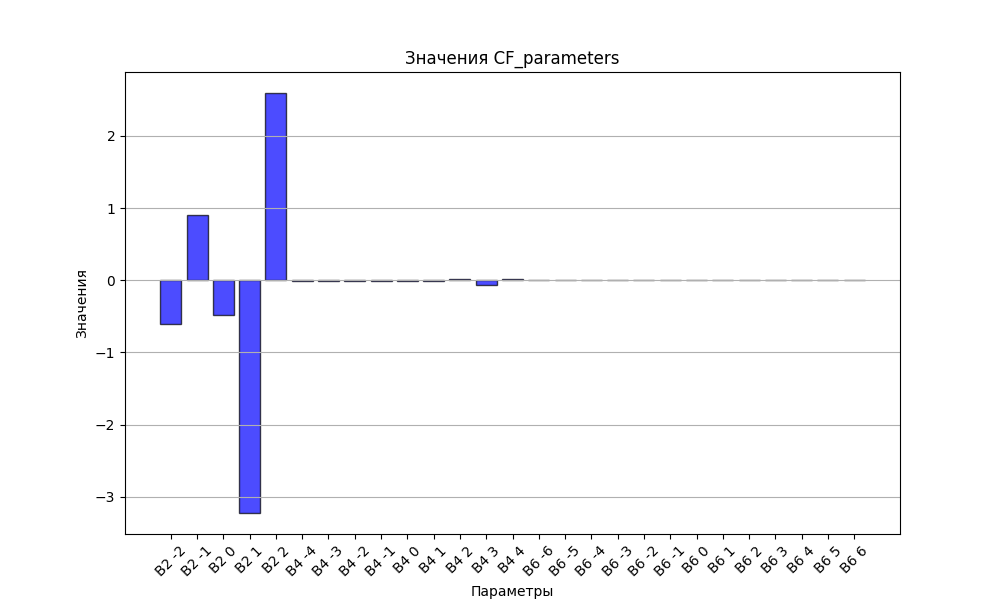 Значения CF_parameters
Значения
2
1
0
−1
−2
−3
B2 -2
B2 -1
B2 0
B2 1
B2 2
B4 -4
B4 -3
B4 -2
B4 -1
B4 0
B4 1
B4 2
B4 3
B4 4
B6 -6
B6 -5
B6 -4
B6 -3
B6 -2
B6 -1
B6 0
B6 1
B6 2
B6 3
B6 4
B6 5
B6 6
Параметры